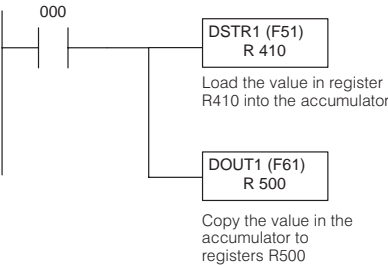 000
DSTR1 (F51)
R 410
Load the value in register
R410 into the accumulator
DOUT1 (F61)
R 500
Copy the value in the
accumulator to
registers R500